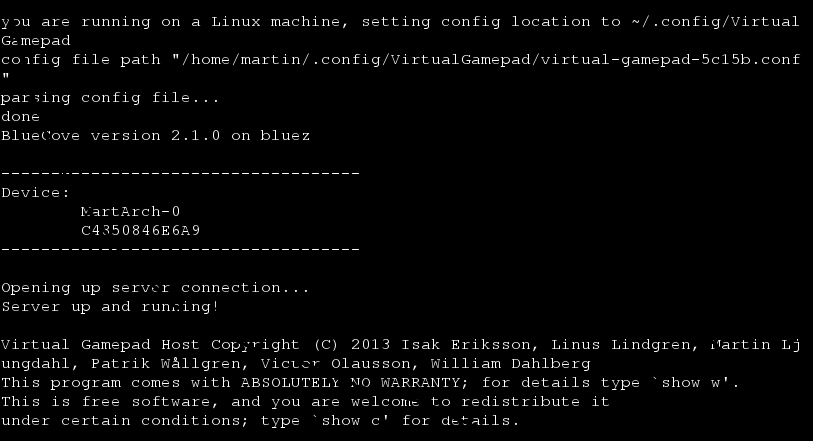 you are running on a Linux machine, setting config location to ~/.config/Virtual
Gamepad
config file path "/home/martin/.config/VirtualGamepad/virtual-gamepad-5c15b.conf
"
parsing config file...
done
BlueCove version 2.1.0 on bluez
------------------------------------
Device:
MartArch-0
C4350846E6A9
------------------------------------
Opening up server connection...
Server up and running!
Virtual Gamepad Host Copyright (C) 2013 Isak Eriksson, Linus Lindgren, Martin Lj
ungdahl, Patrik Wållgren, Victor Olausson, William Dahlberg
This program comes with ABSOLUTELY NO WARRANTY; for details type `show w'.
This is free software, and you are welcome to redistribute it
under certain conditions; type `show c' for details.